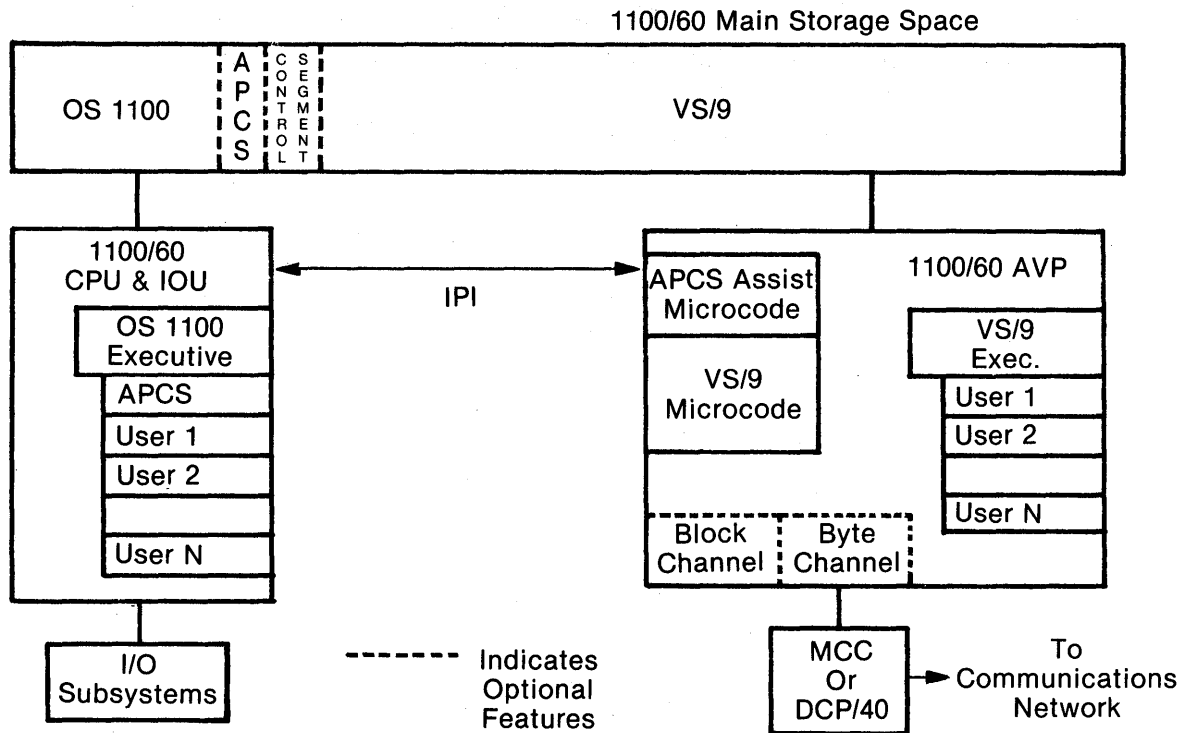 1100/60 Main Storage Space
OS 1100
APCS
CONTROL
SEGMENT
VS/9
1100/60
CPU & IOU
OS 1100
Executive
APCS
User 1
User 2
User N
I/O
Subsystems
IPI
APCS Assist
Microcode
VS/9
Microcode
1100/60 AVP
VS/9
Exec.
User 1
User 2
User N
Block
Channel
Byte
Channel
MCC
Or
DCP/40
To
Communications
Network
Indicates
Optional
Features